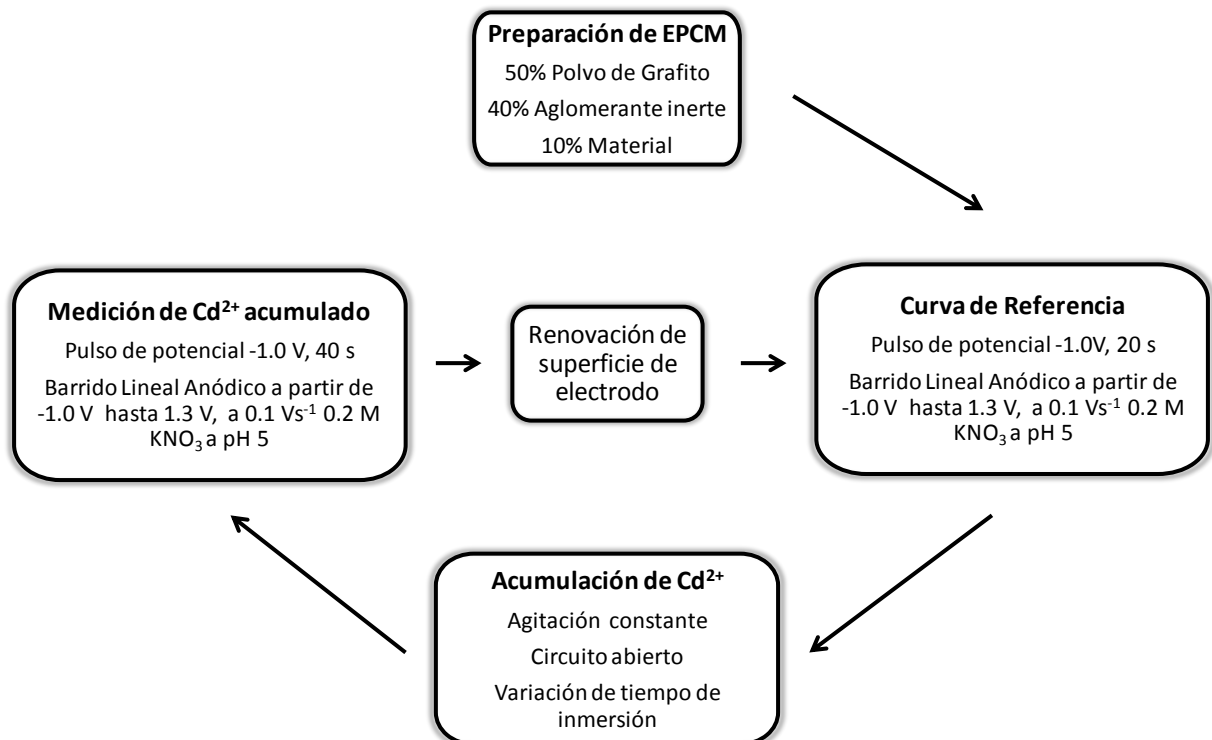 Preparación de EPCM
50% Polvo de Grafito
40% Aglomerante inerte
10% Material
Medición de Cd²⁺ acumulado
Pulso de potencial -1.0 V, 40 s
Barrido Lineal Anódico a partir de
-1.0 V hasta 1.3 V, a 0.1 Vs⁻¹ 0.2 M
KNO₃ a pH 5
Renovación de
superficie de
electrodo
Curva de Referencia
Pulso de potencial -1.0V, 20 s
Barrido Lineal Anódico a partir de
-1.0 V hasta 1.3 V, a 0.1 Vs⁻¹ 0.2 M
KNO₃ a pH 5
Acumulación de Cd²⁺
Agitación constante
Circuito abierto
Variación de tiempo de
inmersión